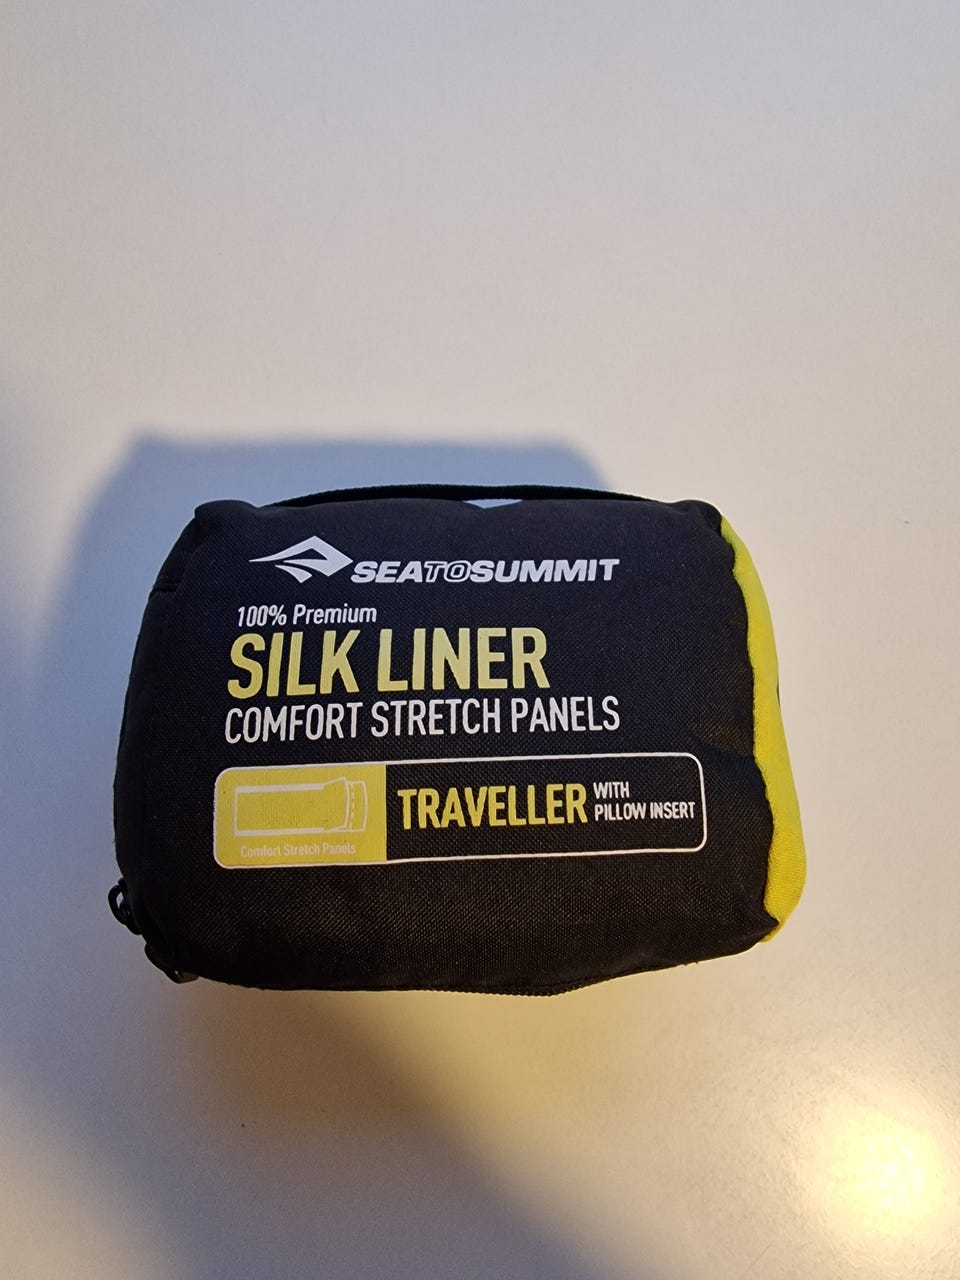 SEATOSUMMIT
100% Premium
SILK LINER
COMFORT STRETCH PANELS
Comfort Stretch Panels
TRAVELLER WITH
PILLOW INSERT